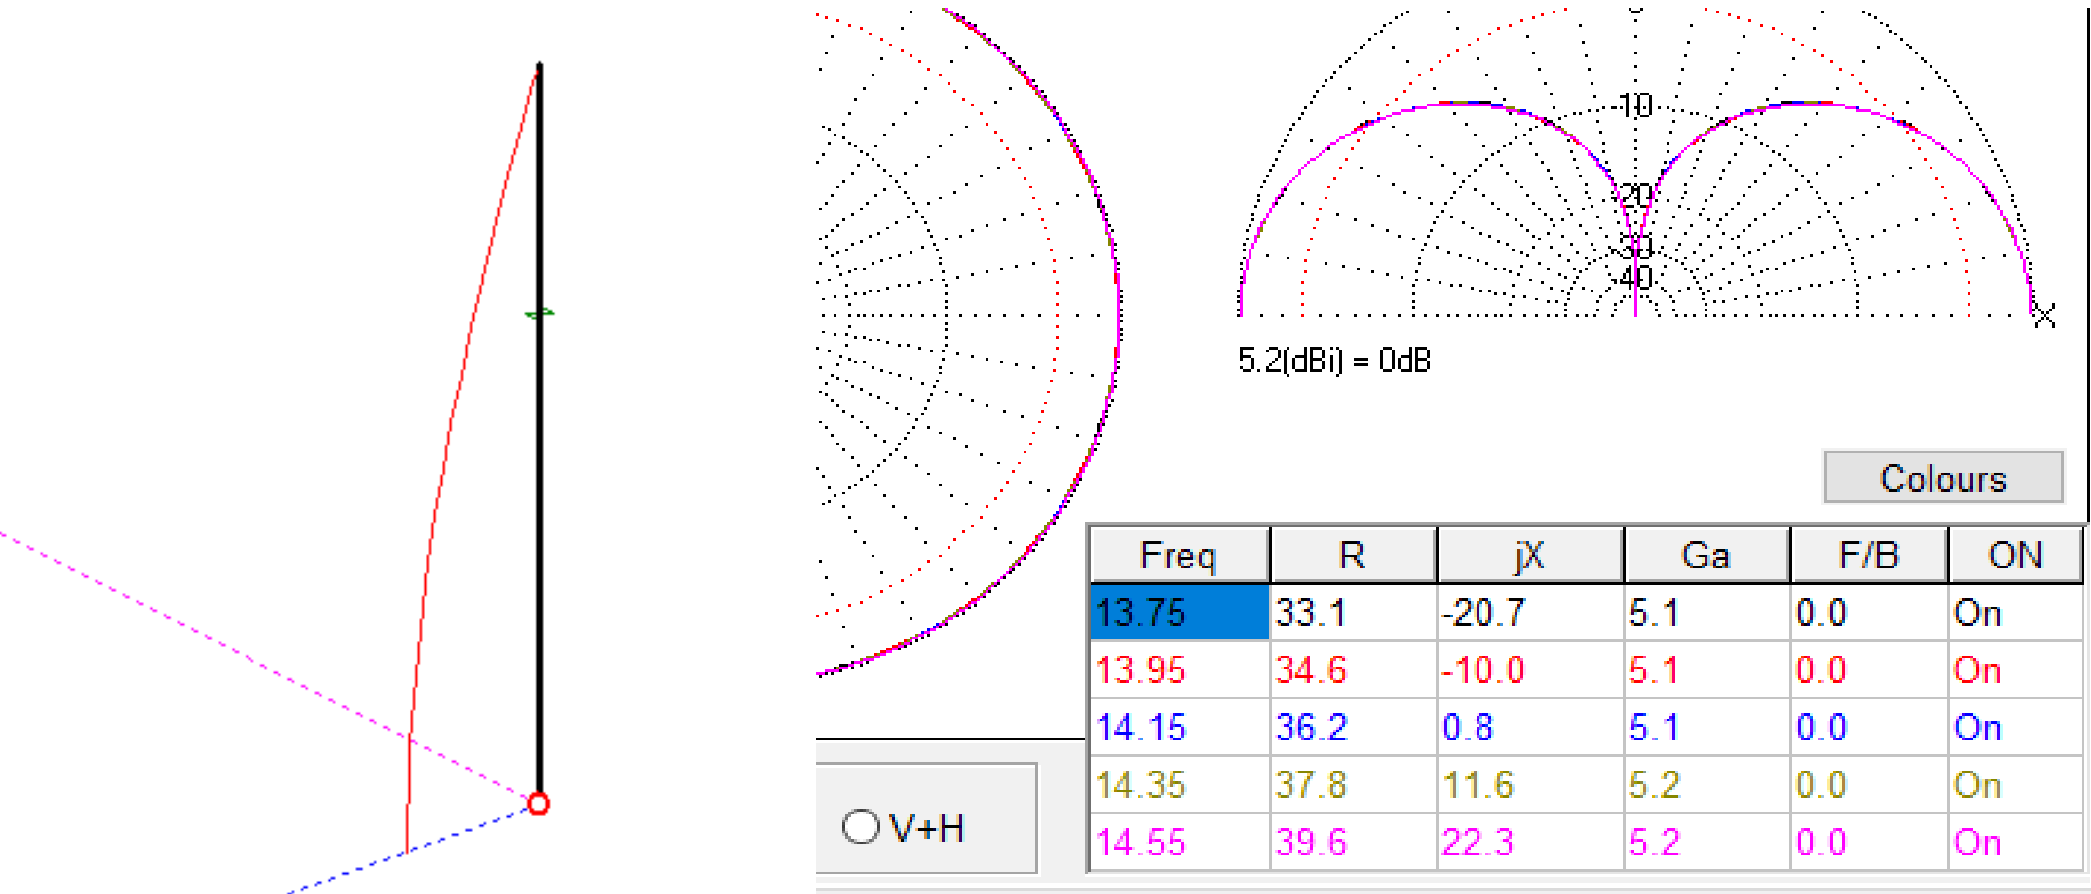 -10
-20
-30
-40
X
5.2(dBi) = 0dB
Colours
Freq R jX Ga F/B ON
13.75 33.1 -20.7 5.1 0.0 On
13.95 34.6 -10.0 5.1 0.0 On
14.15 36.2 0.8 5.1 0.0 On
14.35 37.8 11.6 5.2 0.0 On
14.55 39.6 22.3 5.2 0.0 On
V+H